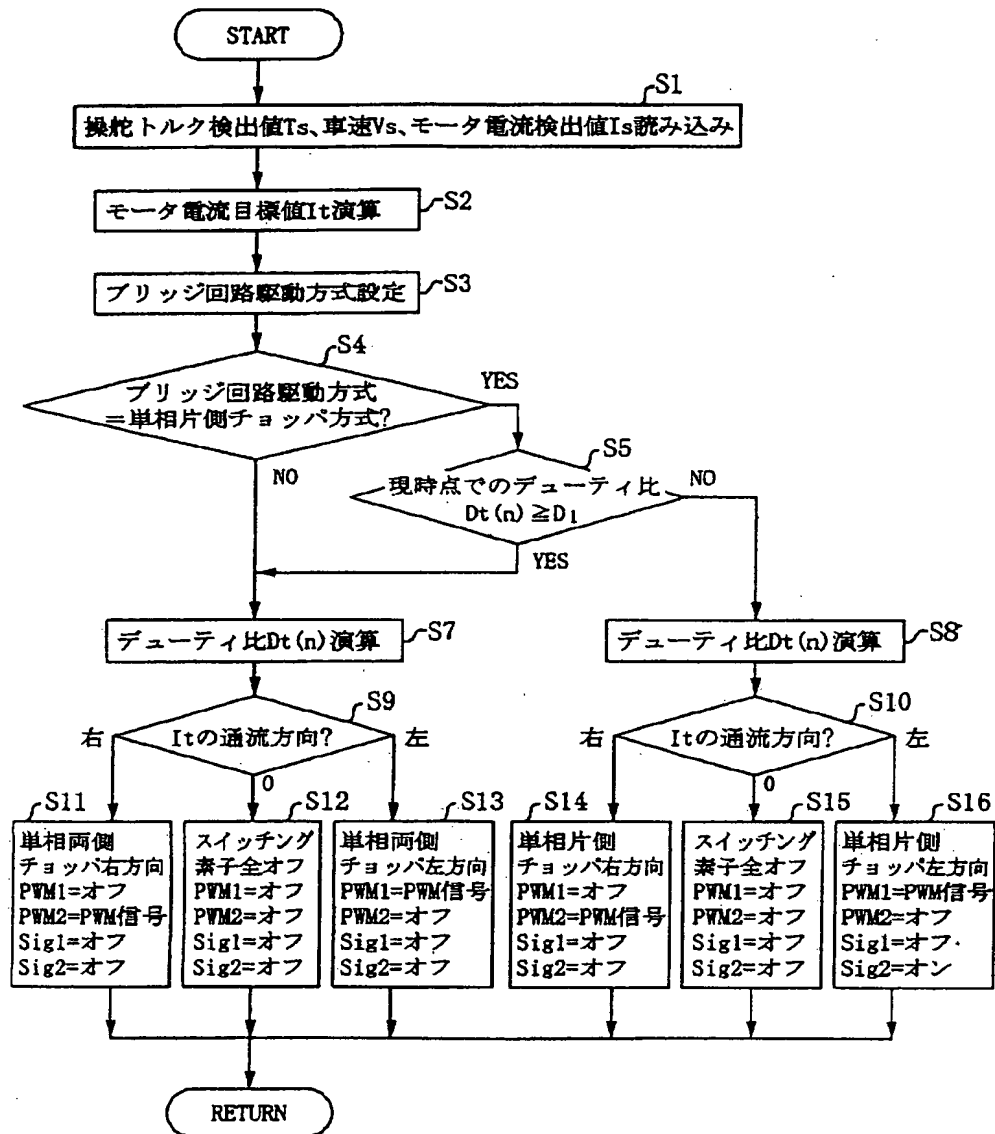 START
S1
操舵トルク検出値Ts、車速Vs、モータ電流検出値Is読み込み
S2
モータ電流目標値It演算
S3
ブリッジ回路駆動方式設定
S4
ブリッジ回路駆動方式
=単相片側チョッパ方式?
YES
NO
S5
現時点でのデューティ比
Dt(n)≧D1
NO
YES
S7
デューティ比Dt(n)演算
S8
デューティ比Dt(n)演算
S9
Itの通流方向?
右
左
0
S10
Itの通流方向?
右
左
0
S11
単相両側
チョッパ右方向
PWM1=オフ
PWM2=PWM信号
Sig1=オフ
Sig2=オフ
S12
スイッチング
素子全オフ
PWM1=オフ
PWM2=オフ
Sig1=オフ
Sig2=オフ
S13
単相両側
チョッパ左方向
PWM1=PWM信号
PWM2=オフ
Sig1=オフ
Sig2=オフ
S14
単相片側
チョッパ右方向
PWM1=オフ
PWM2=PWM信号
Sig1=オフ
Sig2=オフ
S15
スイッチング
素子全オフ
PWM1=オフ
PWM2=オフ
Sig1=オフ
Sig2=オフ
S16
単相片側
チョッパ左方向
PWM1=PWM信号
PWM2=オフ
Sig1=オフ
Sig2=オン
RETURN